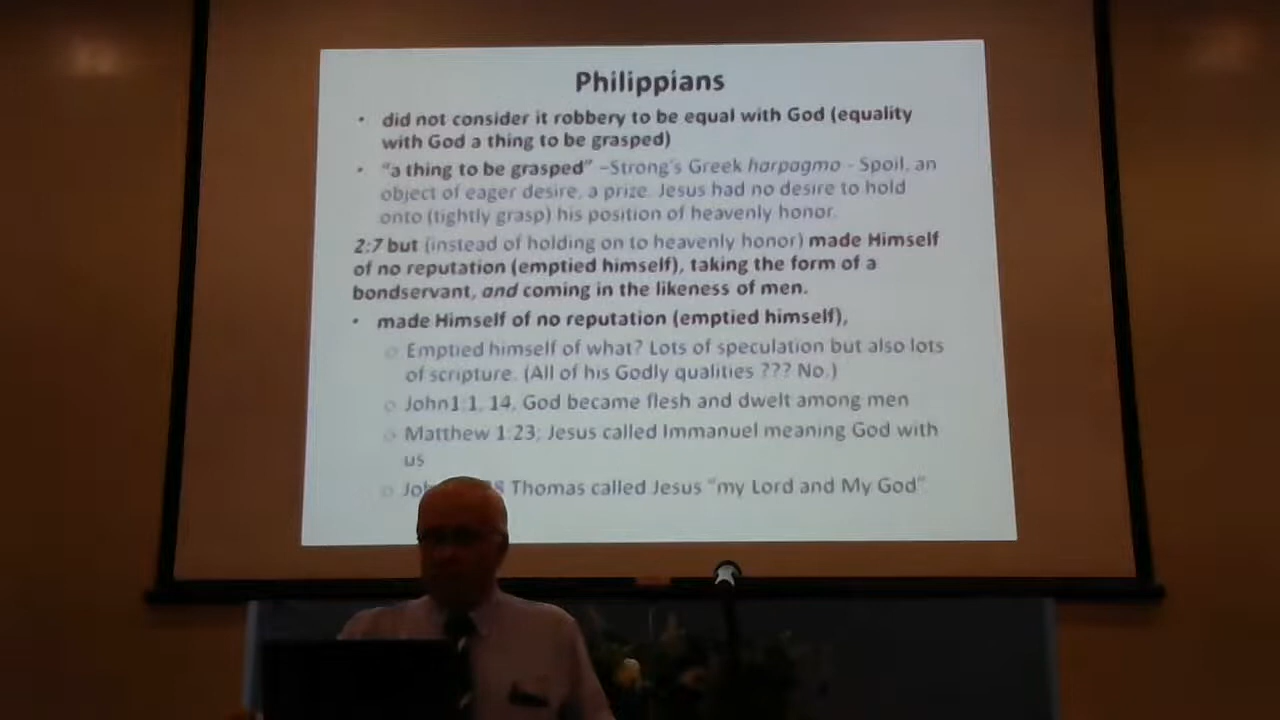 Philippians
• did not consider it robbery to be equal with God (equality
with God a thing to be grasped)
• “a thing to be grasped” –Strong's Greek harpagmo - Spoil, an
object of eager desire, a prize. Jesus had no desire to hold
onto (tightly grasp) his position of heavenly honor.
2:7 but (instead of holding on to heavenly honor) made Himself
of no reputation (emptied himself), taking the form of a
bondservant, and coming in the likeness of men.
• made Himself of no reputation (emptied himself),
o Emptied himself of what? Lots of speculation but also lots
of scripture. (All of his Godly qualities ??? No.)
o John1:1, 14, God became flesh and dwelt among men
o Matthew 1:23; Jesus called Immanuel meaning God with
us
o Thomas called Jesus “my Lord and My God”